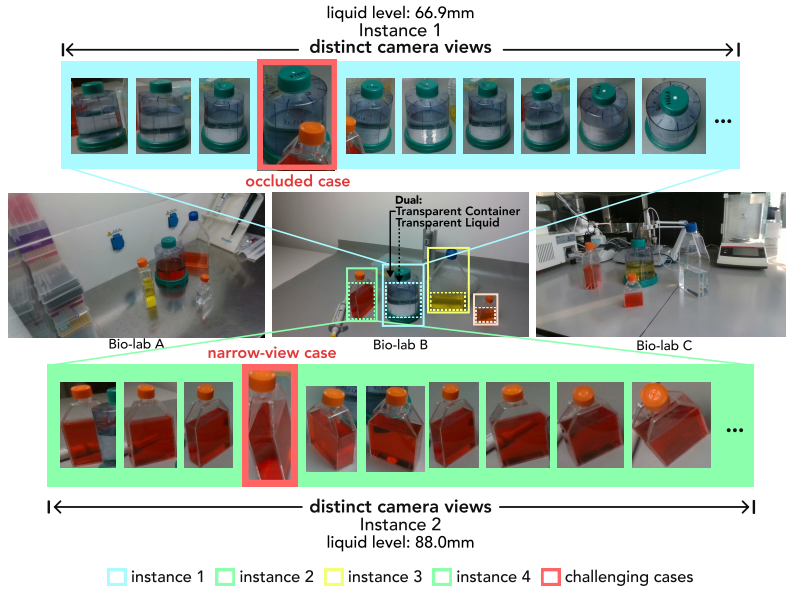 liquid level: 66.9mm
Instance 1
distinct camera views
...
occluded case
Dual:
Transparent Container
Transparent Liquid
Bio-lab A
Bio-lab B
Bio-lab C
narrow-view case
...
distinct camera views
Instance 2
liquid level: 88.0mm
instance 1 instance 2 instance 3 instance 4 challenging cases